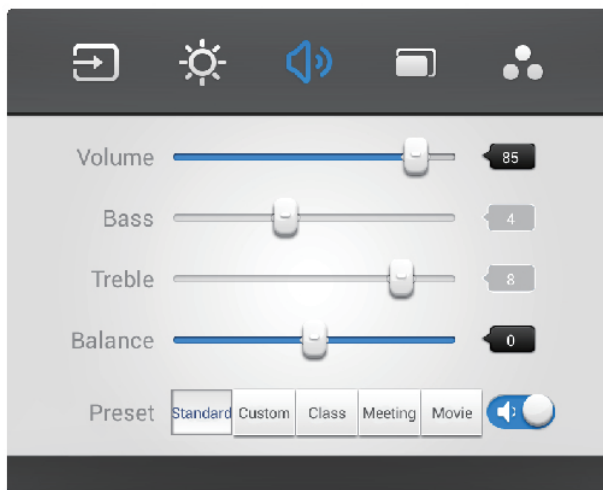 Volume 85
Bass 4
Treble 8
Balance 0
Preset Standard Custom Class Meeting Movie